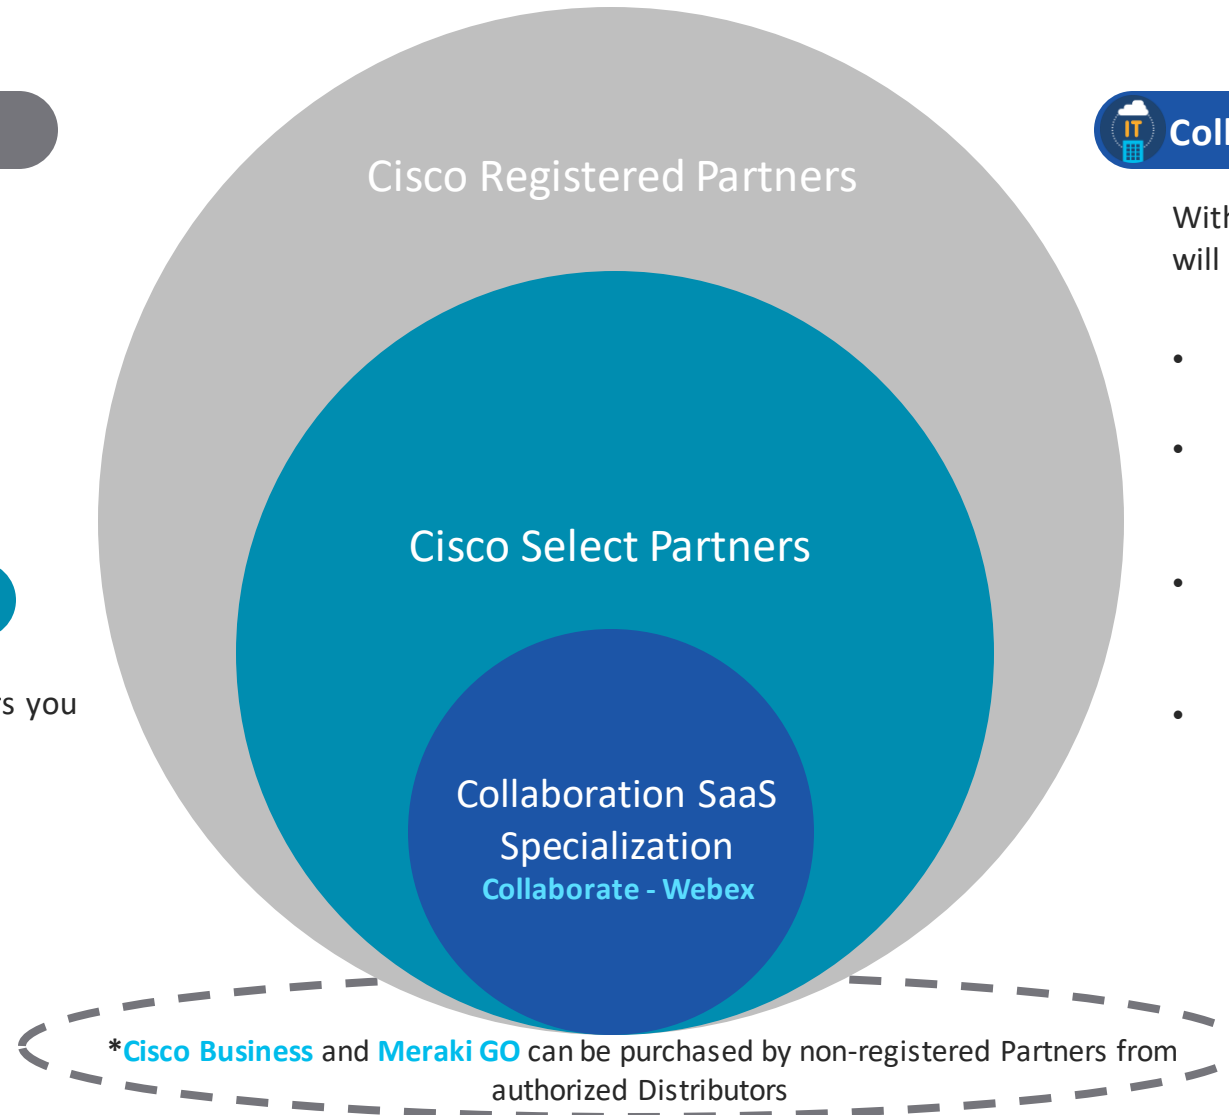 Cisco Registered Partners
IT
Coll
With
will
•
•
•
•
Cisco Select Partners
rs you
Collaboration SaaS
Specialization
Collaborate - Webex
*Cisco Business and Meraki GO can be purchased by non-registered Partners from
authorized Distributors